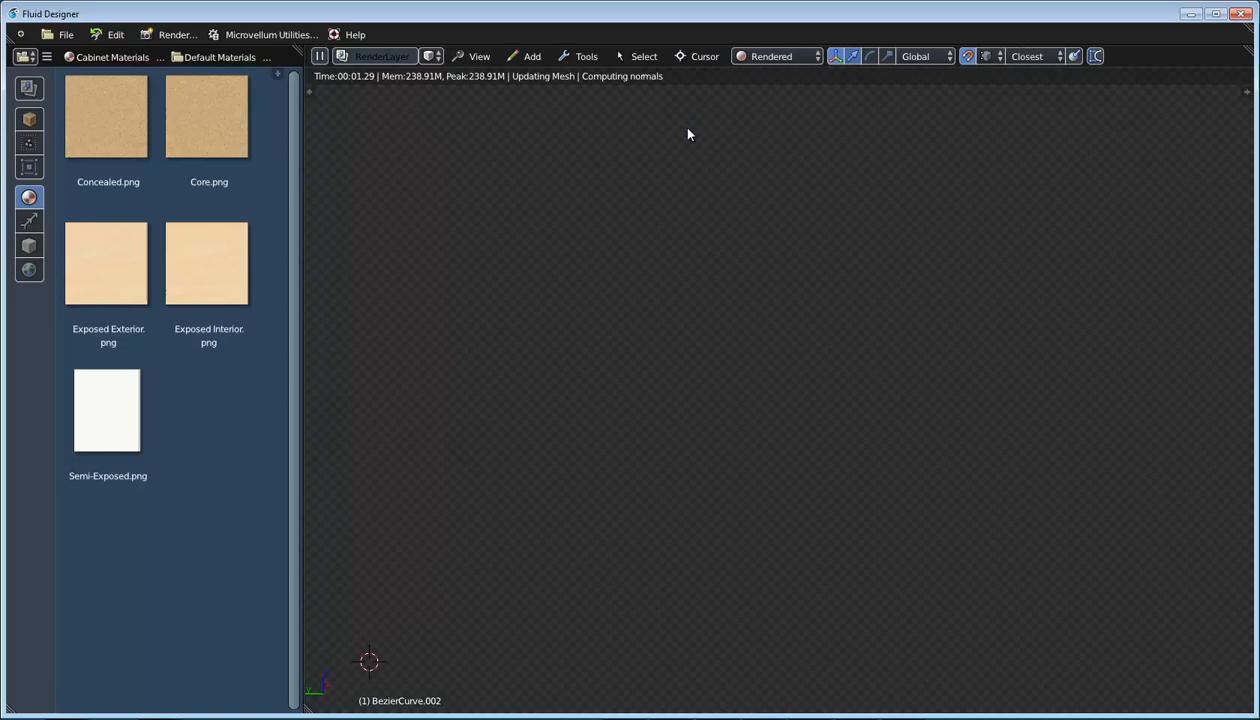 Fluid Designer
File Edit Render... Microvellum Utilities... Help
Cabinet Materials ... Default Materials ... RenderLayer View Add Tools Select Cursor Rendered Global Closest
Time:00:01.29 | Mem:238.91M, Peak:238.91M | Updating Mesh | Computing normals
Concealed.png Core.png
Exposed Exterior. Exposed Interior.
png png
Semi-Exposed.png
y
(1) BezierCurve.002